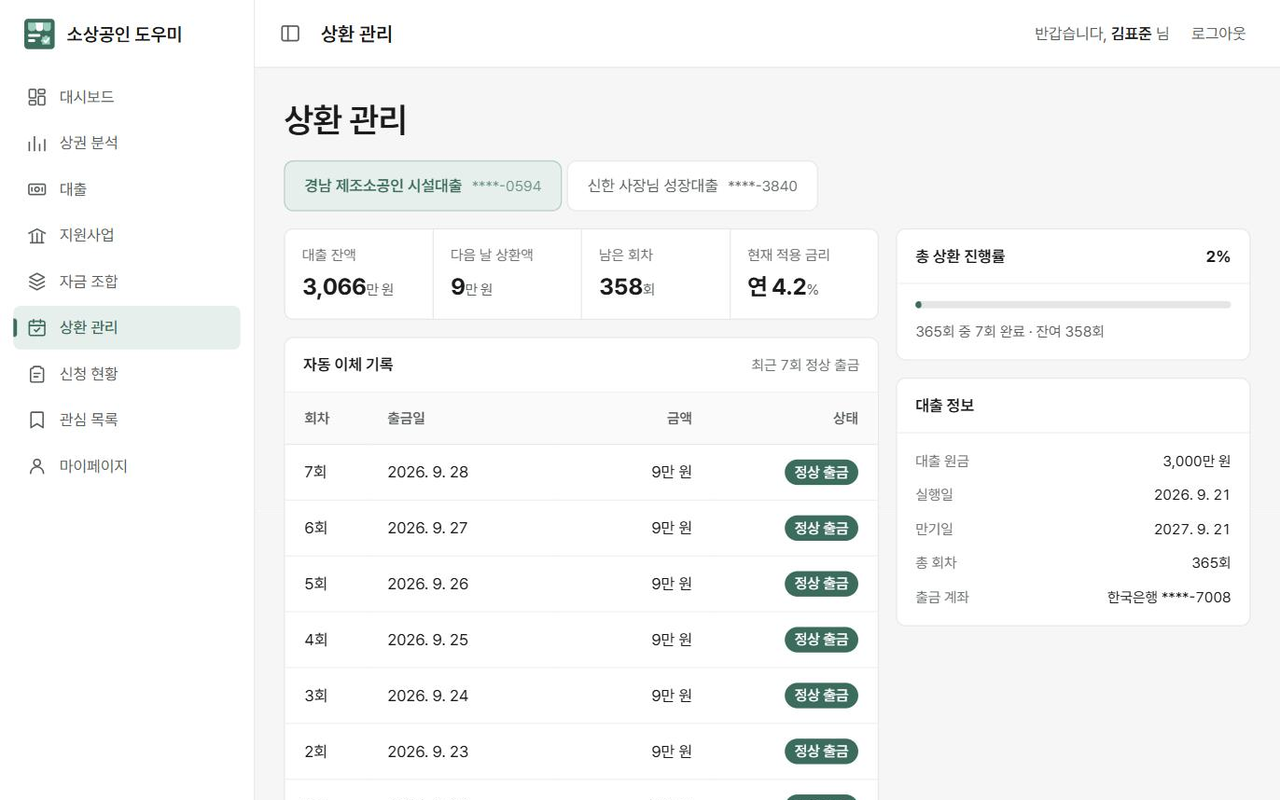 소상공인 도우미
상환 관리
반갑습니다, 김표준 님
로그아웃
대시보드
상권 분석
대출
지원사업
자금 조합
상환 관리
신청 현황
관심 목록
마이페이지
상환 관리
경남 제조소공인 시설대출 ****-0594
신한 사장님 성장대출 ****-3840
대출 잔액
3,066만 원
다음 날 상환액
9만 원
남은 회차
358회
현재 적용 금리
연 4.2%
자동 이체 기록
최근 7회 정상 출금
회차 출금일 금액 상태
7회 2026. 9. 28 9만 원 정상 출금
6회 2026. 9. 27 9만 원 정상 출금
5회 2026. 9. 26 9만 원 정상 출금
4회 2026. 9. 25 9만 원 정상 출금
3회 2026. 9. 24 9만 원 정상 출금
2회 2026. 9. 23 9만 원 정상 출금
총 상환 진행률 2%
365회 중 7회 완료 · 잔여 358회
대출 정보
대출 원금 3,000만 원
실행일 2026. 9. 21
만기일 2027. 9. 21
총 회차 365회
출금 계좌 한국은행 ****-7008